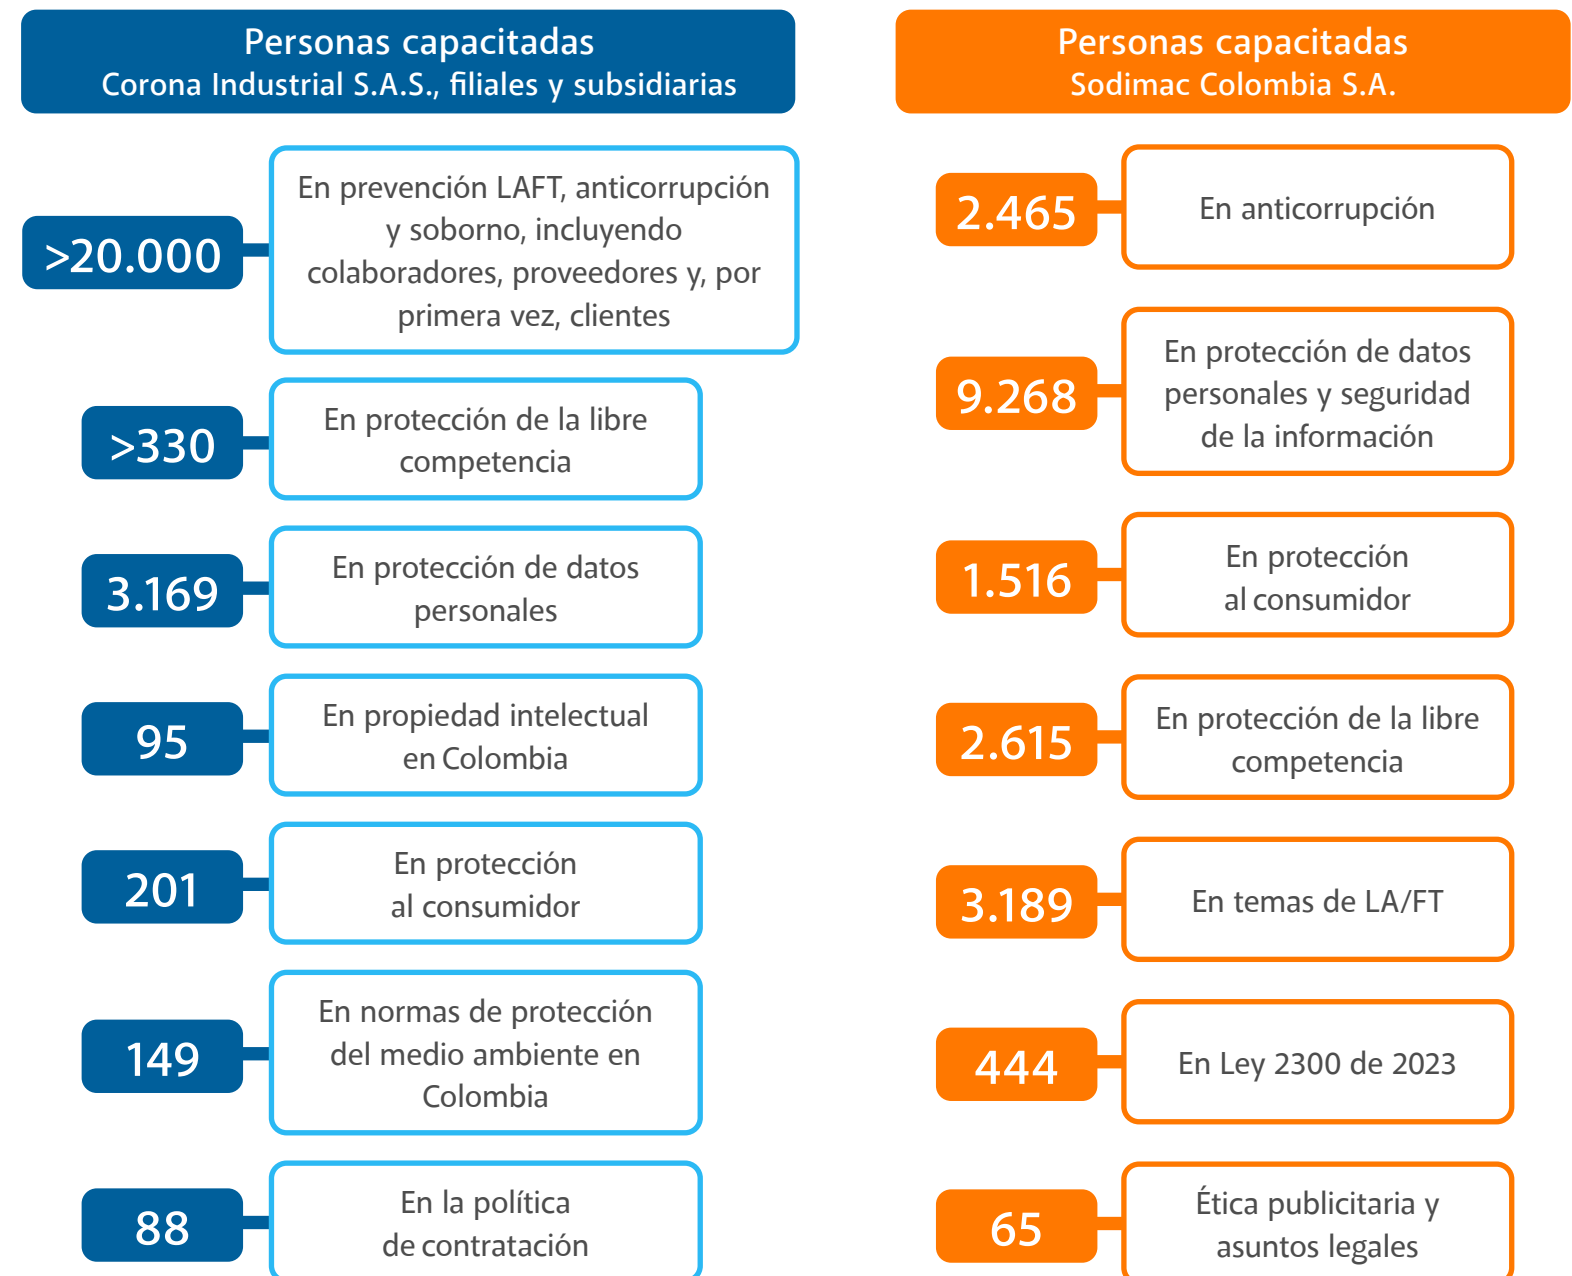 Personas capacitadas
Corona Industrial S.A.S., filiales y subsidiarias
>20.000
En prevención LAFT, anticorrupción
y soborno, incluyendo
colaboradores, proveedores y, por
primera vez, clientes
>330
En protección de la libre
competencia
3.169
En protección de datos
personales
95
En propiedad intelectual
en Colombia
201
En protección
al consumidor
149
En normas de protección
del medio ambiente en
Colombia
88
En la política
de contratación
Personas capacitadas
Sodimac Colombia S.A.
2.465
En anticorrupción
9.268
En protección de datos
personales y seguridad
de la información
1.516
En protección
al consumidor
2.615
En protección de la libre
competencia
3.189
En temas de LA/FT
444
En Ley 2300 de 2023
65
Ética publicitaria y
asuntos legales